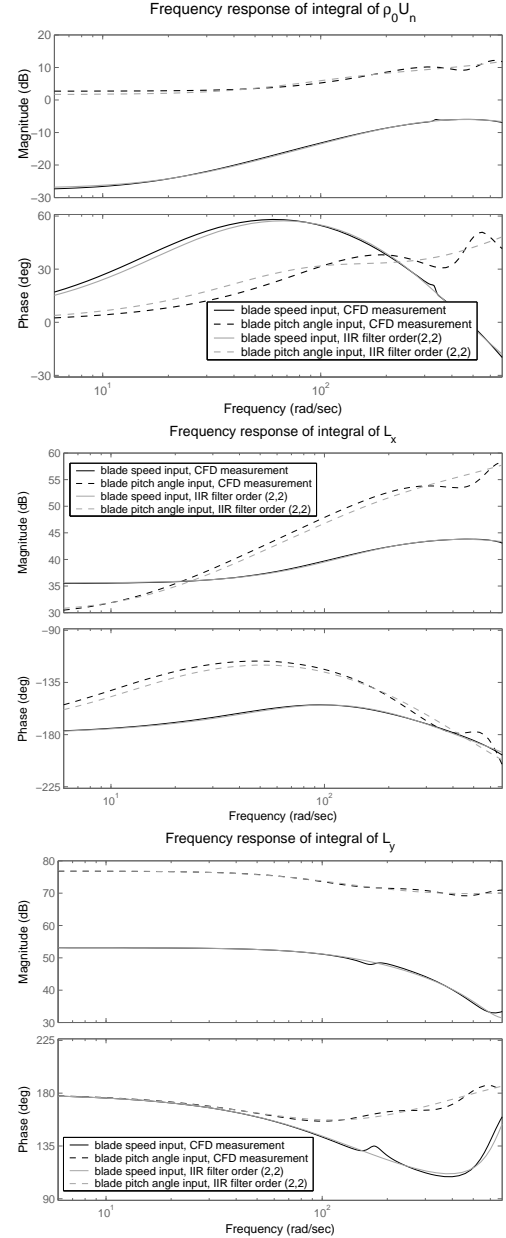 Frequency response of integral of ρ0Un
20
10
0
−10
−20
−30
Magnitude (dB)
60
30
0
−30
Phase (deg)
blade speed input, CFD measurement
blade pitch angle input, CFD measurement
blade speed input, IIR filter order(2,2)
blade pitch angle input, IIR filter order (2,2)
10^1
10^2
Frequency (rad/sec)
Frequency response of integral of Lx
60
55
50
45
40
35
30
Magnitude (dB)
blade speed input, CFD measurement
blade pitch angle input, CFD measurement
blade speed input, IIR filter order (2,2)
blade pitch angle input, IIR filter order (2,2)
−90
−135
−180
−225
Phase (deg)
10^1
10^2
Frequency (rad/sec)
Frequency response of integral of Ly
80
70
60
50
40
30
Magnitude (dB)
225
180
135
90
Phase (deg)
blade speed input, CFD measurement
blade pitch angle input, CFD measurement
blade speed input, IIR filter order (2,2)
blade pitch angle input, IIR filter order (2,2)
10^1
10^2
Frequency (rad/sec)